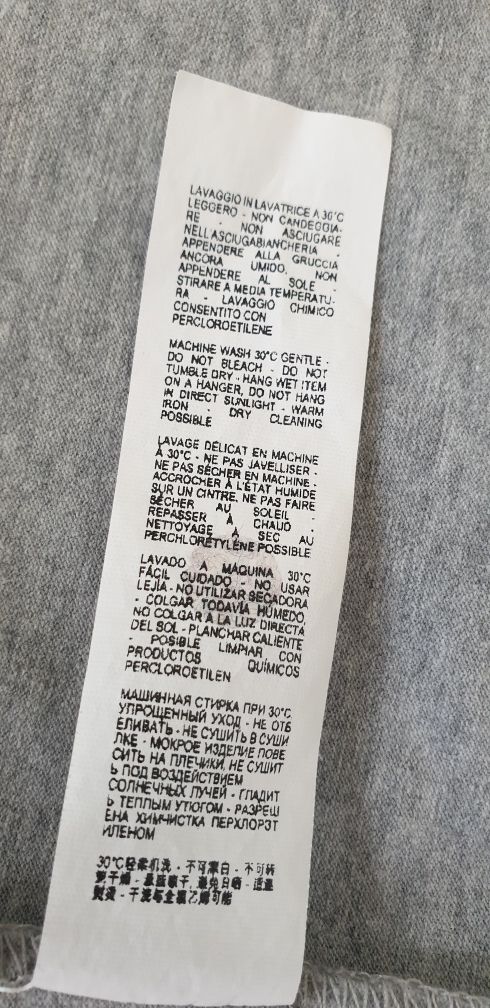 LAVAGGIO IN LAVATRICE A 30°C
LEGGERO - NON CANDEGGIA-
RE - NON ASCIUGARE
NELL'ASCIUGABIANCHERIA -
APPENDERE ALLA GRUCCIA
ANCORA UMIDO, NON
APPENDERE AL SOLE -
STIRARE A MEDIA TEMPERATU-
RA - LAVAGGIO CHIMICO
CONSENTITO CON
PERCLOROETILENE
MACHINE WASH 30°C GENTLE -
DO NOT BLEACH - DO NOT
TUMBLE DRY - HANG WET ITEM
ON A HANGER, DO NOT HANG
IN DIRECT SUNLIGHT - WARM
IRON - DRY CLEANING
POSSIBLE
LAVAGE DÉLICAT EN MACHINE
À 30°C - NE PAS JAVELLISER -
NE PAS SÉCHER EN MACHINE -
ACCROCHER À L'ÉTAT HUMIDE
SUR UN CINTRE, NE PAS FAIRE
SÉCHER AU SOLEIL -
REPASSER À CHAUD -
NETTOYAGE À SEC AU
PERCHLORÉTYLÈNE POSSIBLE
LAVADO A MÁQUINA 30°C
FÁCIL CUIDADO - NO USAR
LEJÍA - NO UTILIZAR SECADORA
- COLGAR TODAVÍA HÚMEDO,
NO COLGAR A LA LUZ DIRECTA
DEL SOL - PLANCHAR CALIENTE
- POSIBLE LIMPIAR CON
PRODUCTOS QUÍMICOS
PERCLOROETILEN
МАШИННАЯ СТИРКА ПРИ 30°C
УПРОЩЕННЫЙ УХОД - НЕ ОТБ
ЕЛИВАТЬ - НЕ СУШИТЬ В СУШИ
ЛКЕ - МОКРОЕ ИЗДЕЛИЕ ПОВЕ
СИТЬ НА ПЛЕЧИКИ, НЕ СУШИТ
Ь ПОД ВОЗДЕЙСТВИЕМ
СОЛНЕЧНЫХ ЛУЧЕЙ - ГЛАДИТ
Ь ТЕПЛЫМ УТЮГОМ - РАЗРЕШ
ЕНА ХИМЧИСТКА ПЕРХЛОРЭТ
ИЛЕНОМ
30°C轻柔机洗 - 不可漂白 - 不可转
避免日晒
干洗 可能